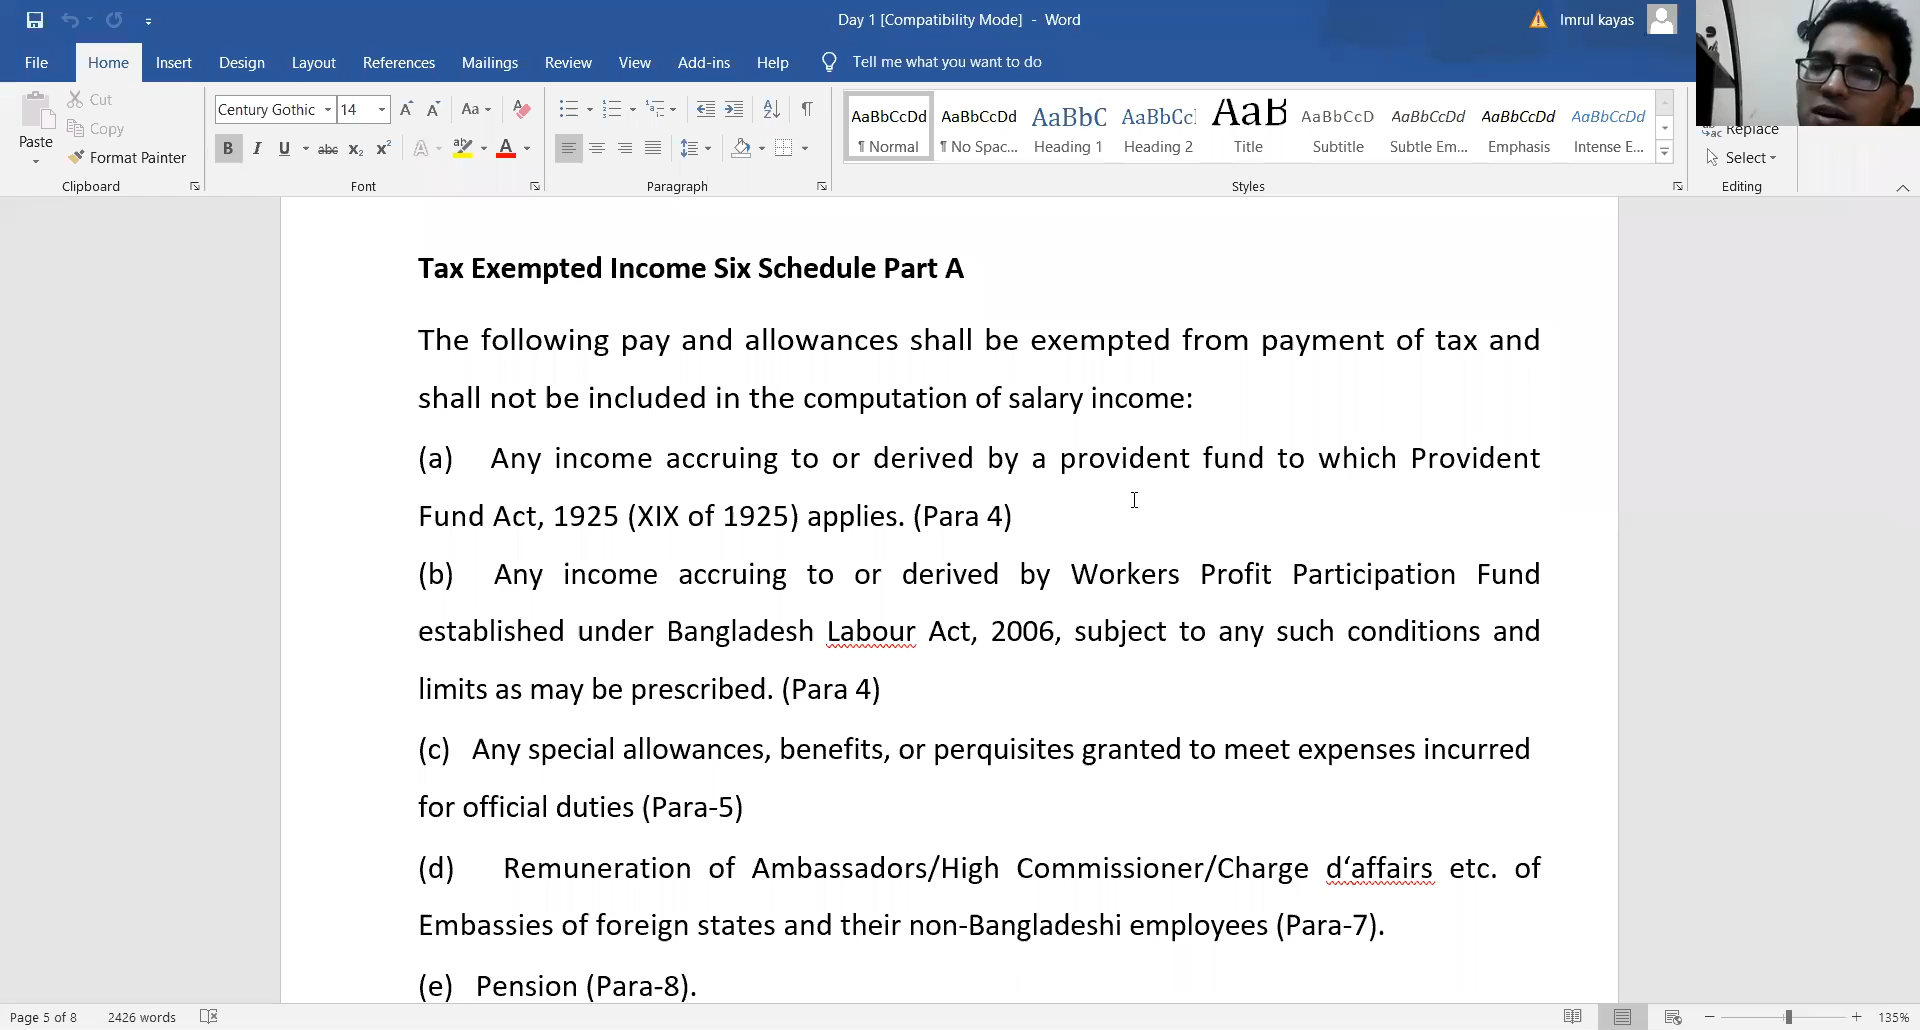 Day 1 [Compatibility Mode] - Word
Imrul kayas
File Home Insert Design Layout References Mailings Review View Add-ins Help Tell me what you want to do
Paste
Cut
Copy
Format Painter
Clipboard
Century Gothic 14 Aa
B I U abc x₂ x² A ab A
Font
Paragraph
AaBbCcDd AaBbCcDd AaBbC AaBbCcl AaB AaBbCcD AaBbCcDd AaBbCcDd AaBbCcDd
¶ Normal ¶ No Spac... Heading 1 Heading 2 Title Subtitle Subtle Em... Emphasis Intense E...
Styles
Replace
Select
Editing
Tax Exempted Income Six Schedule Part A
The following pay and allowances shall be exempted from payment of tax and
shall not be included in the computation of salary income:
(a) Any income accruing to or derived by a provident fund to which Provident
Fund Act, 1925 (XIX of 1925) applies. (Para 4)
(b) Any income accruing to or derived by Workers Profit Participation Fund
established under Bangladesh Labour Act, 2006, subject to any such conditions and
limits as may be prescribed. (Para 4)
(c) Any special allowances, benefits, or perquisites granted to meet expenses incurred
for official duties (Para-5)
(d) Remuneration of Ambassadors/High Commissioner/Charge d‘affairs etc. of
Embassies of foreign states and their non-Bangladeshi employees (Para-7).
(e) Pension (Para-8).
Page 5 of 8 2426 words 135%